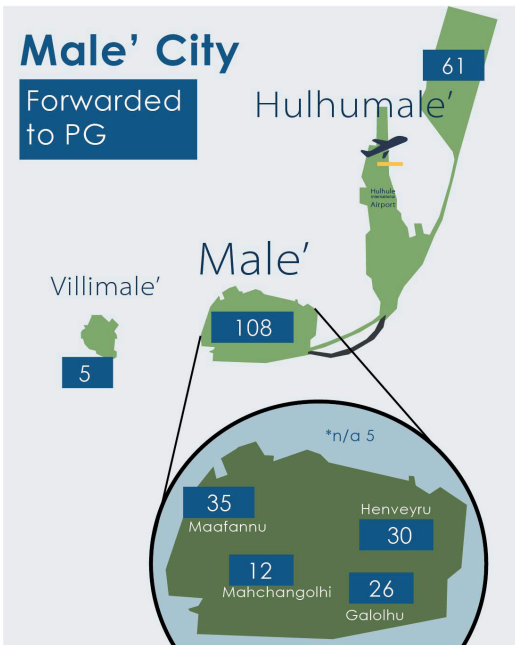 Male' City
Forwarded
to PG
61
Hulhumale'
Hulhule
International
Airport
Male'
Villimale'
108
5
*n/a 5
35
Maafannu
Henveyru
30
12
Mahchangolhi
26
Galolhu